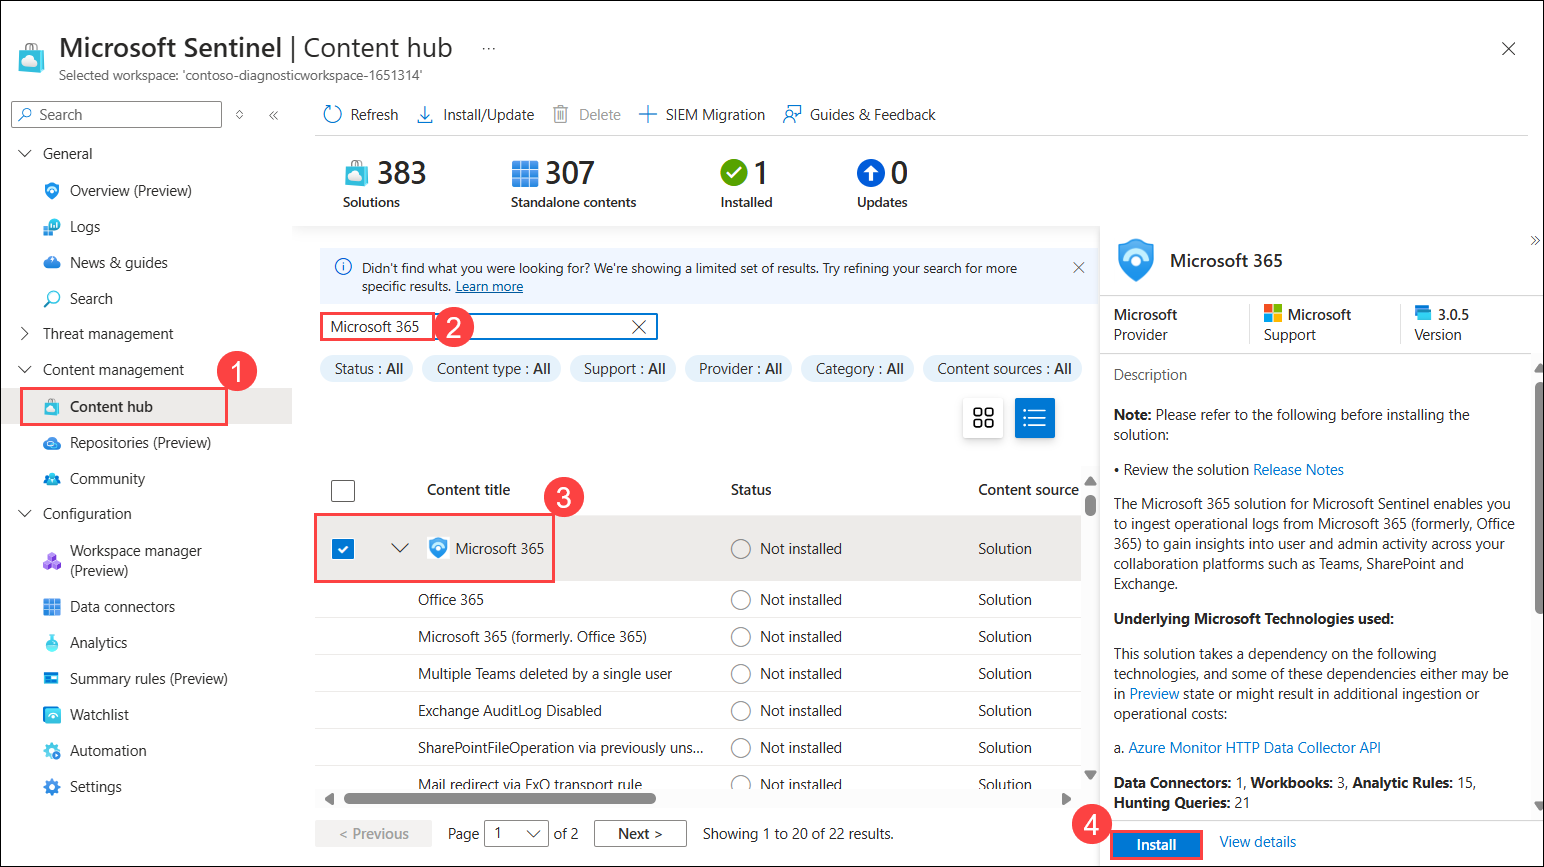 Microsoft Sentinel | Content hub ...
Selected workspace: 'contoso-diagnosticworkspace-1651314'
Search
General
Overview (Preview)
Logs
News & guides
Search
Threat management
Content management
1
Content hub
Repositories (Preview)
Community
Configuration
Workspace manager
(Preview)
Data connectors
Analytics
Summary rules (Preview)
Watchlist
Automation
Settings
Refresh Install/Update Delete SIEM Migration Guides & Feedback
383 307 1 0
Solutions Standalone contents Installed Updates
Didn't find what you were looking for? We're showing a limited set of results. Try refining your search for more
specific results. Learn more
Microsoft 365 2
Status : All Content type : All Support : All Provider : All Category : All Content sources : All
Content title Status Content source
3
Microsoft 365 Not installed Solution
Office 365 Not installed Solution
Microsoft 365 (formerly. Office 365) Not installed Solution
Multiple Teams deleted by a single user Not installed Solution
Exchange AuditLog Disabled Not installed Solution
SharePointFileOperation via previously uns... Not installed Solution
Mail redirect via ExO transport rule Not installed Solution
< Previous Page 1 of 2 Next > Showing 1 to 20 of 22 results.
Microsoft 365
Microsoft Microsoft 3.0.5
Provider Support Version
Description
Note: Please refer to the following before installing the
solution:
• Review the solution Release Notes
The Microsoft 365 solution for Microsoft Sentinel enables you
to ingest operational logs from Microsoft 365 (formerly, Office
365) to gain insights into user and admin activity across your
collaboration platforms such as Teams, SharePoint and
Exchange.
Underlying Microsoft Technologies used:
This solution takes a dependency on the following
technologies, and some of these dependencies either may be
in Preview state or might result in additional ingestion or
operational costs:
a. Azure Monitor HTTP Data Collector API
Data Connectors: 1, Workbooks: 3, Analytic Rules: 15,
Hunting Queries: 21
4
Install View details